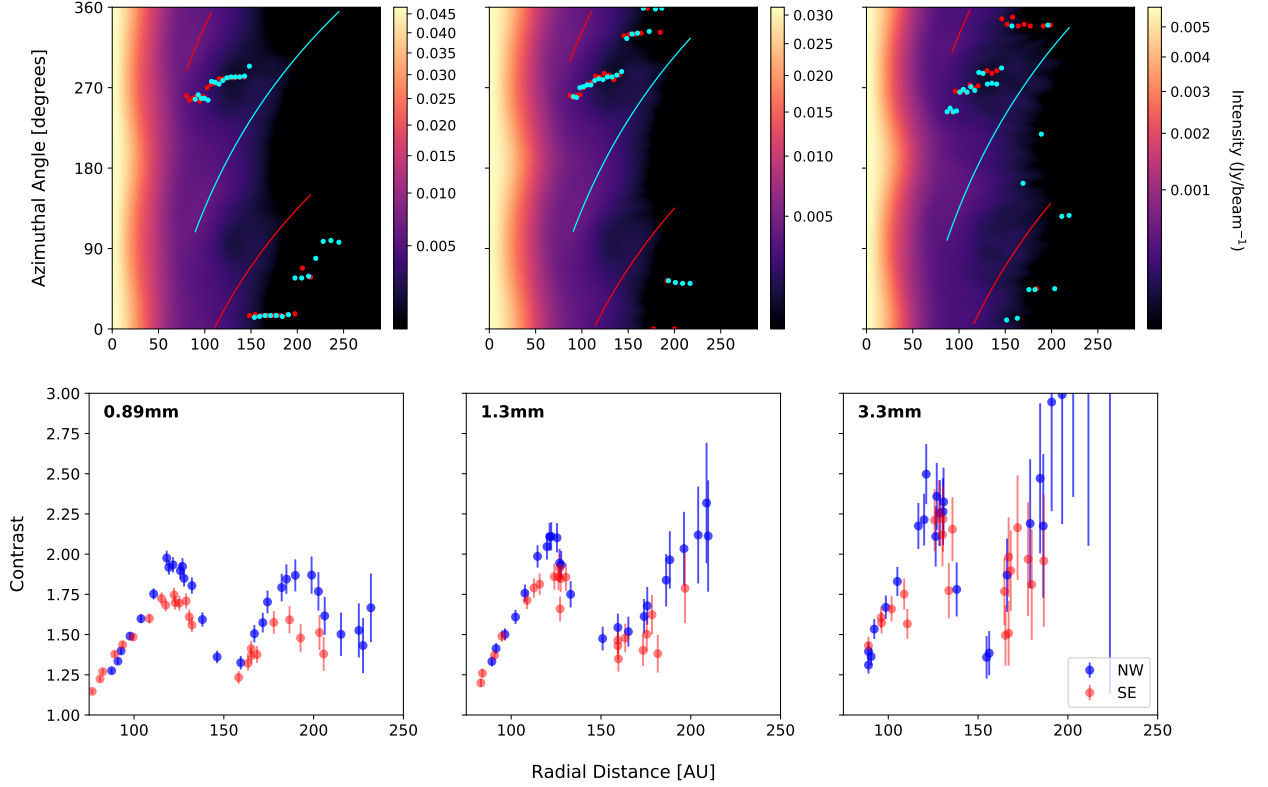 Azimuthal Angle [degrees]
360
270
180
90
0
0 50 100 150 200 250
0.045
0.040
0.035
0.030
0.025
0.020
0.015
0.010
0.005
0 50 100 150 200 250
0.030
0.025
0.020
0.015
0.010
0.005
0 50 100 150 200 250
0.005
0.004
0.003
0.002
0.001
Intensity (Jy/beam⁻¹)
Contrast
3.00
2.75
2.50
2.25
2.00
1.75
1.50
1.25
1.00
0.89mm
100 150 200 250
1.3mm
100 150 200 250
3.3mm
NW
SE
100 150 200 250
Radial Distance [AU]